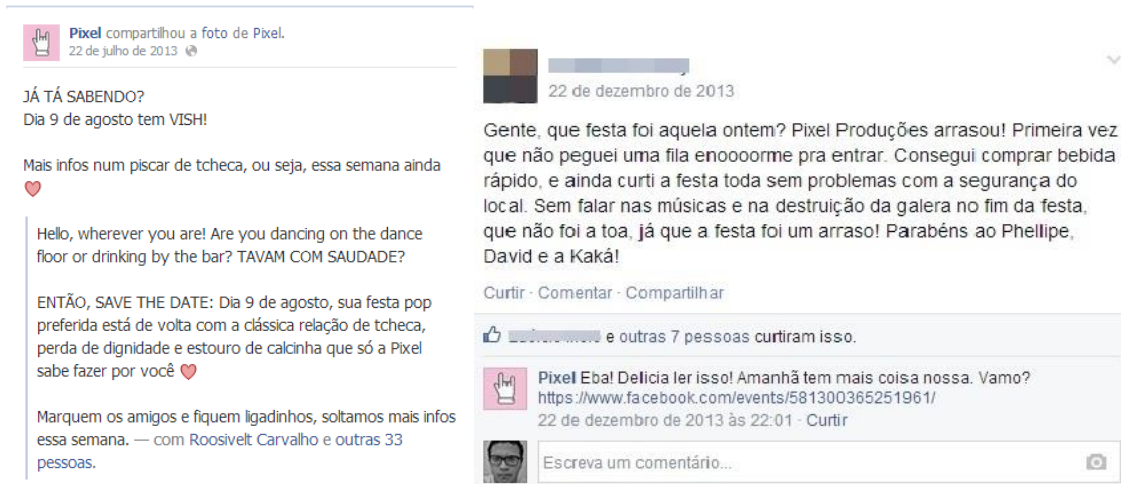 Pixel compartilhou a foto de Pixel.
22 de julho de 2013
JÁ TÁ SABENDO?
Dia 9 de agosto tem VISH!
Mais infos num piscar de tcheca, ou seja, essa semana ainda
Hello, wherever you are! Are you dancing on the dance
floor or drinking by the bar? TAVAM COM SAUDADE?
ENTÃO, SAVE THE DATE: Dia 9 de agosto, sua festa pop
preferida está de volta com a clássica relação de tcheca,
perda de dignidade e estouro de calcinha que só a Pixel
sabe fazer por você
Marquem os amigos e fiquem ligadinhos, soltamos mais infos
essa semana. — com Roosivelt Carvalho e outras 33
pessoas.
22 de dezembro de 2013
Gente, que festa foi aquela ontem? Pixel Produções arrasou! Primeira vez
que não peguei uma fila enoooorme pra entrar. Consegui comprar bebida
rápido, e ainda curti a festa toda sem problemas com a segurança do
local. Sem falar nas músicas e na destruição da galera no fim da festa,
que não foi a toa, já que a festa foi um arraso! Parabéns ao Phellipe,
David e a Kaká!
Curtir · Comentar · Compartilhar
e outras 7 pessoas curtiram isso.
Pixel Eba! Delicia ler isso! Amanhã tem mais coisa nossa. Vamo?
https://www.facebook.com/events/581300365251961/
22 de dezembro de 2013 às 22:01 · Curtir
Escreva um comentário...